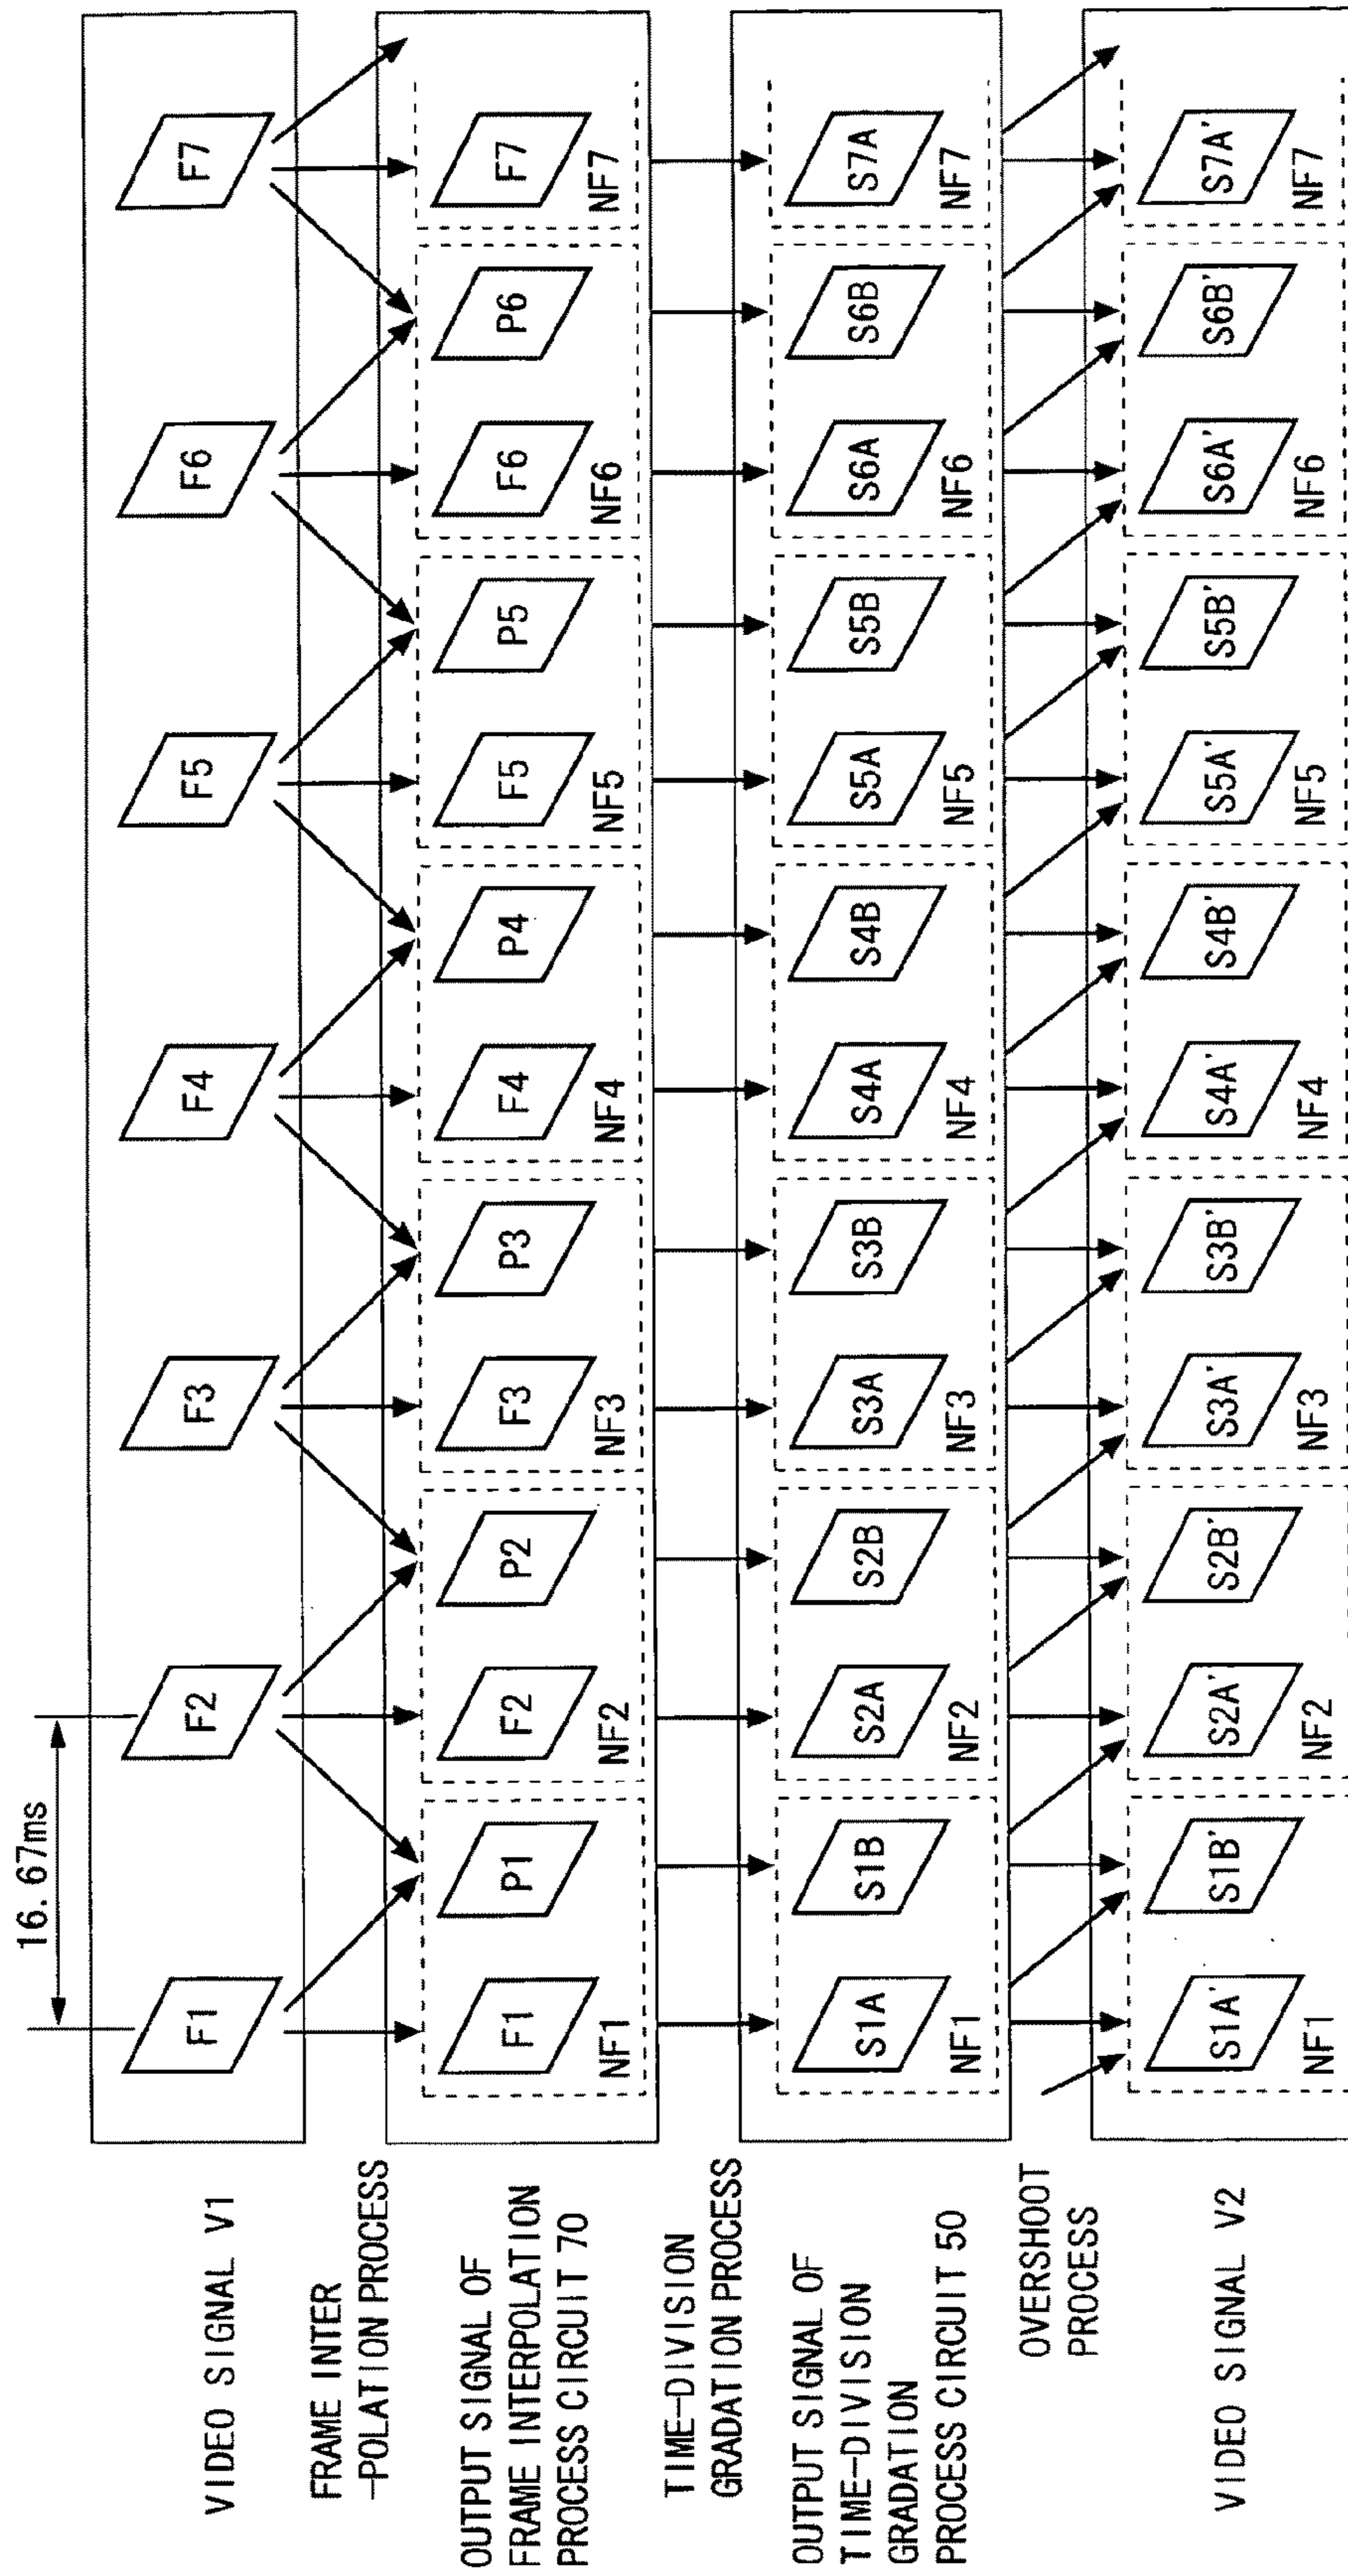 16.67ms
VIDEO SIGNAL V1
F1
F2
F3
F4
F5
F6
F7
FRAME INTER
-POLATION PROCESS
OUTPUT SIGNAL OF
FRAME INTERPOLATION
PROCESS CIRCUIT 70
F1
P1
F2
P2
F3
P3
F4
P4
F5
P5
F6
P6
F7
NF1
NF2
NF3
NF4
NF5
NF6
NF7
TIME-DIVISION
GRADATION PROCESS
OUTPUT SIGNAL OF
TIME-DIVISION
GRADATION
PROCESS CIRCUIT 50
S1A
S1B
S2A
S2B
S3A
S3B
S4A
S4B
S5A
S5B
S6A
S6B
S7A
NF1
NF2
NF3
NF4
NF5
NF6
NF7
OVERSHOOT
PROCESS
VIDEO SIGNAL V2
S1A'
S1B'
S2A'
S2B'
S3A'
S3B'
S4A'
S4B'
S5A'
S5B'
S6A'
S6B'
S7A'
NF1
NF2
NF3
NF4
NF5
NF6
NF7